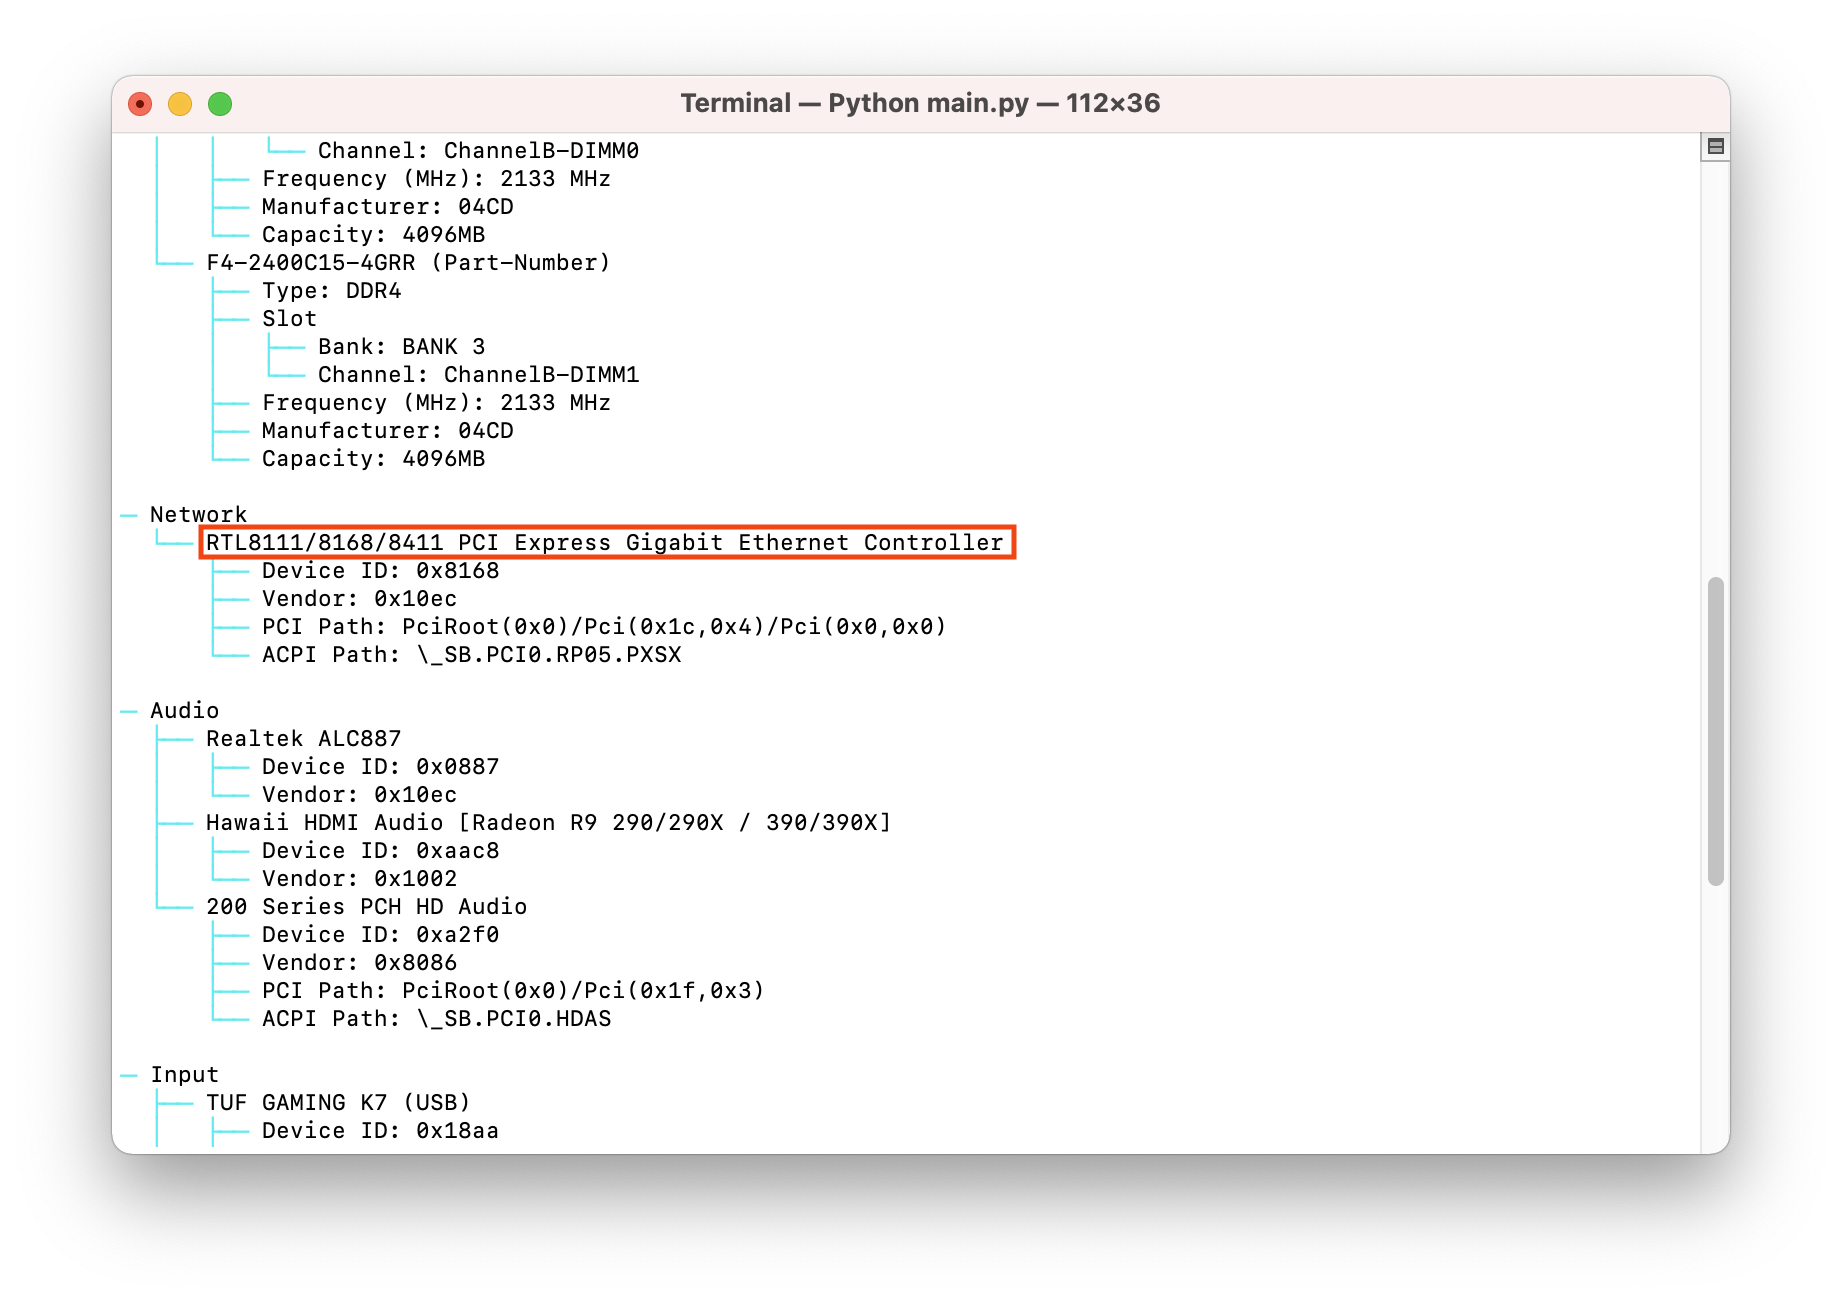 Terminal — Python main.py — 112×36
Channel: ChannelB-DIMM0
Frequency (MHz): 2133 MHz
Manufacturer: 04CD
Capacity: 4096MB
F4-2400C15-4GRR (Part-Number)
Type: DDR4
Slot
Bank: BANK 3
Channel: ChannelB-DIMM1
Frequency (MHz): 2133 MHz
Manufacturer: 04CD
Capacity: 4096MB
Network
RTL8111/8168/8411 PCI Express Gigabit Ethernet Controller
Device ID: 0x8168
Vendor: 0x10ec
PCI Path: PciRoot(0x0)/Pci(0x1c,0x4)/Pci(0x0,0x0)
ACPI Path: \_SB.PCI0.RP05.PXSX
Audio
Realtek ALC887
Device ID: 0x0887
Vendor: 0x10ec
Hawaii HDMI Audio [Radeon R9 290/290X / 390/390X]
Device ID: 0xaac8
Vendor: 0x1002
200 Series PCH HD Audio
Device ID: 0xa2f0
Vendor: 0x8086
PCI Path: PciRoot(0x0)/Pci(0x1f,0x3)
ACPI Path: \_SB.PCI0.HDAS
Input
TUF GAMING K7 (USB)
Device ID: 0x18aa